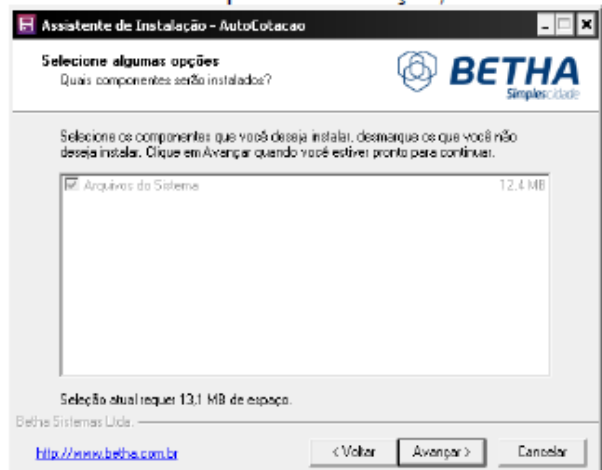 Assistente de Instalação - AutoCotacao
Selecione algumas opções
Quais componentes serão instalados?
BETHA
Simplescidade
Selecione os componentes que você deseja instalar, desmarque os que você não
deseja instalar. Clique em Avançar quando você estiver pronto para continuar.
Arquivos do Sistema 12,4 MB
Seleção atual requer 13,1 MB de espaço.
Betha Sistemas Ltda.
http://www.betha.com.br < Voltar Avançar > Cancelar